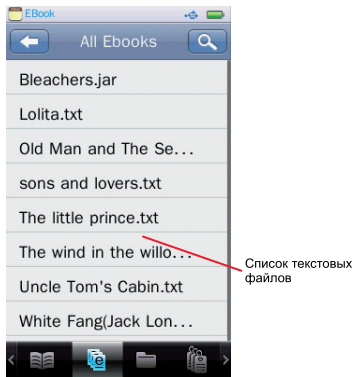 EBook
All Ebooks
Bleachers.jar
Lolita.txt
Old Man and The Se...
sons and lovers.txt
The little prince.txt
The wind in the willo...
Uncle Tom's Cabin.txt
White Fang(Jack Lon...
Список текстовых
файлов